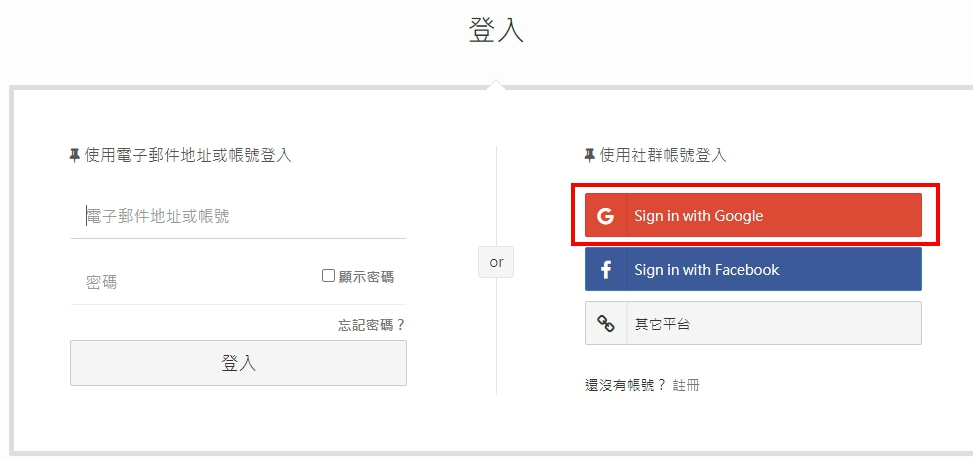 登入
使用電子郵件地址或帳號登入
電子郵件地址或帳號
密碼
顯示密碼
忘記密碼？
登入
or
使用社群帳號登入
Sign in with Google
Sign in with Facebook
其它平台
還沒有帳號？ 註冊